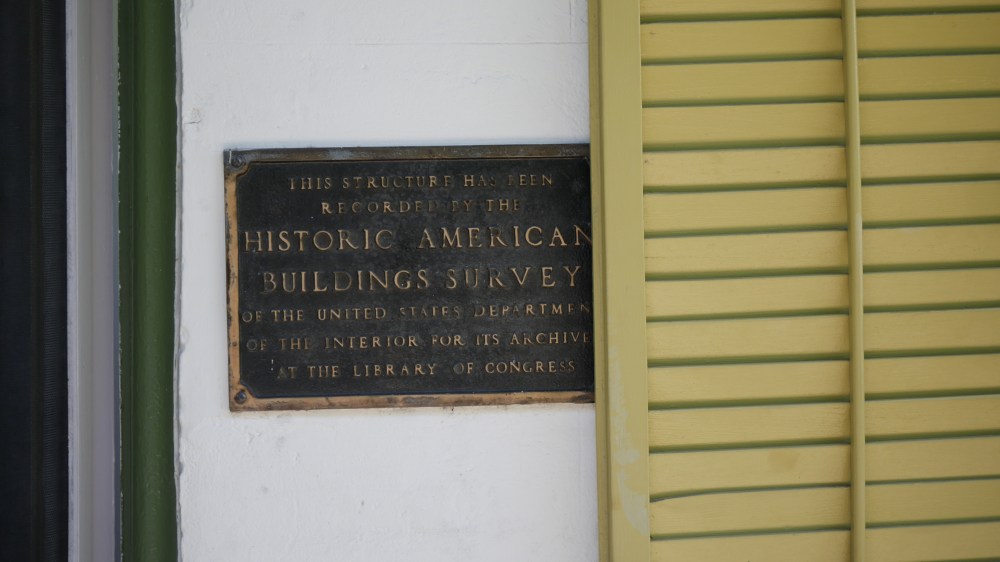 THIS STRUCTURE HAS BEEN
RECORDED BY THE
HISTORIC AMERICAN
BUILDINGS SURVEY
OF THE UNITED STATES DEPARTMEN
OF THE INTERIOR FOR ITS ARCHIVE
AT THE LIBRARY OF CONGRESS